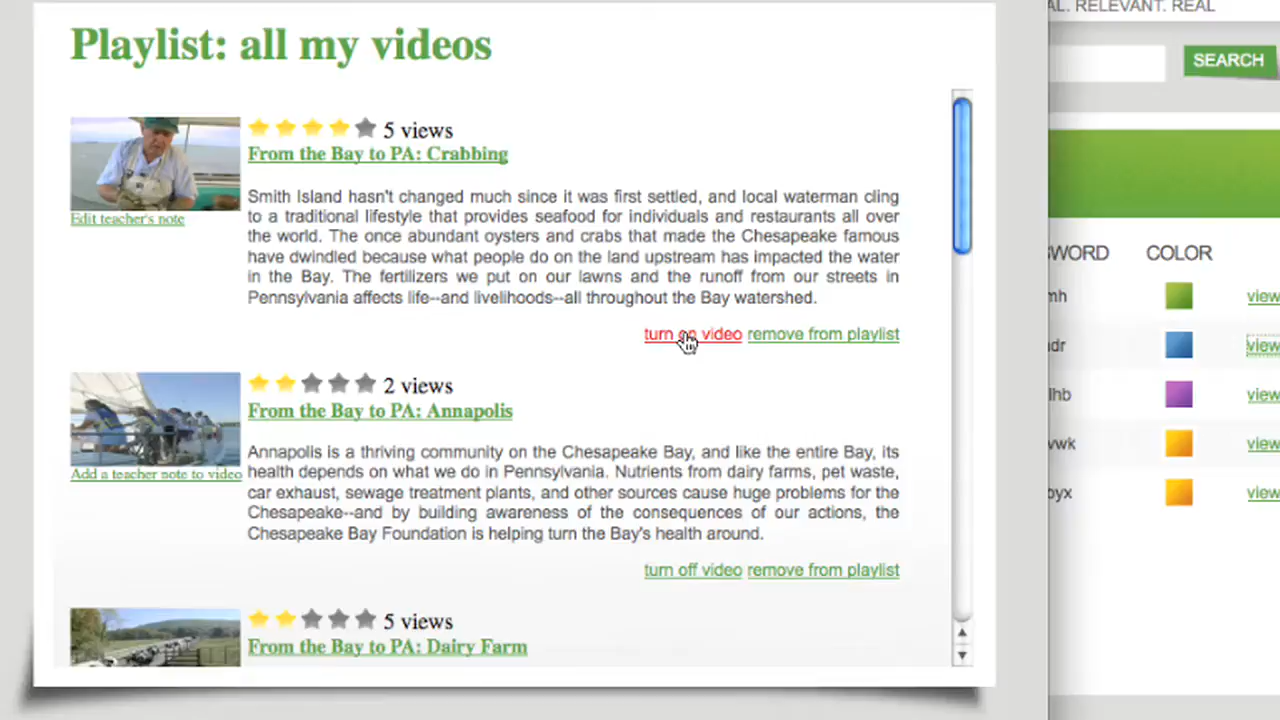 AL. RELEVANT. REAL
Playlist: all my videos
SEARCH
5 views
From the Bay to PA: Crabbing
Smith Island hasn't changed much since it was first settled, and local waterman cling
to a traditional lifestyle that provides seafood for individuals and restaurants all over
the world. The once abundant oysters and crabs that made the Chesapeake famous
have dwindled because what people do on the land upstream has impacted the water
in the Bay. The fertilizers we put on our lawns and the runoff from our streets in
Pennsylvania affects life--and livelihoods--all throughout the Bay watershed.
Edit teacher's note
turn on video remove from playlist
2 views
From the Bay to PA: Annapolis
Annapolis is a thriving community on the Chesapeake Bay, and like the entire Bay, its
health depends on what we do in Pennsylvania. Nutrients from dairy farms, pet waste,
car exhaust, sewage treatment plants, and other sources cause huge problems for the
Chesapeake--and by building awareness of the consequences of our actions, the
Chesapeake Bay Foundation is helping turn the Bay's health around.
Add a teacher note to video
turn off video remove from playlist
5 views
From the Bay to PA: Dairy Farm
SWORD COLOR
mh view
dr view
lhb view
vwk view
oyx view